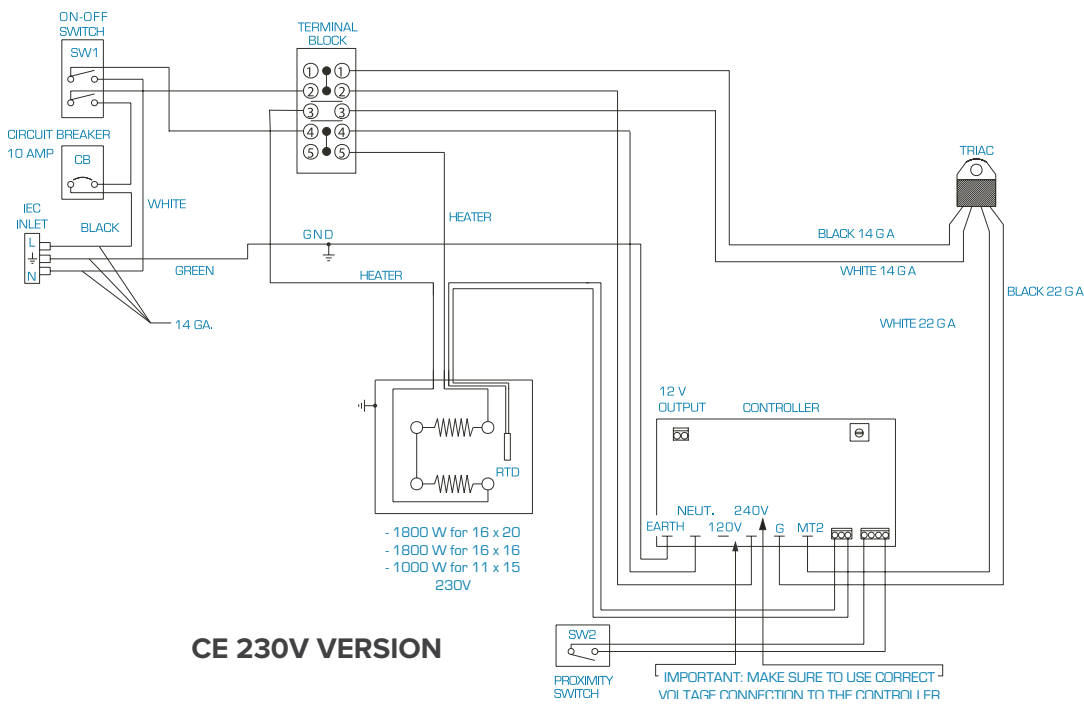 ON-OFF
SWITCH
SW1
TERMINAL
BLOCK
1 1
2 2
3 3
4 4
5 5
CIRCUIT BREAKER
10 AMP
CB
TRIAC
IEC
INLET
L
N
WHITE
BLACK
GREEN
14 GA.
GND
HEATER
HEATER
BLACK 14 G A
WHITE 14 G A
BLACK 22 G A
WHITE 22 G A
RTD
- 1800 W for 16 x 20
- 1800 W for 16 x 16
- 1000 W for 11 x 15
230V
12 V
OUTPUT
CONTROLLER
EARTH
NEUT.
120V
240V
G
MT2
CE 230V VERSION
SW2
PROXIMITY
SWITCH
IMPORTANT: MAKE SURE TO USE CORRECT
VOLTAGE CONNECTION TO THE CONTROLLER